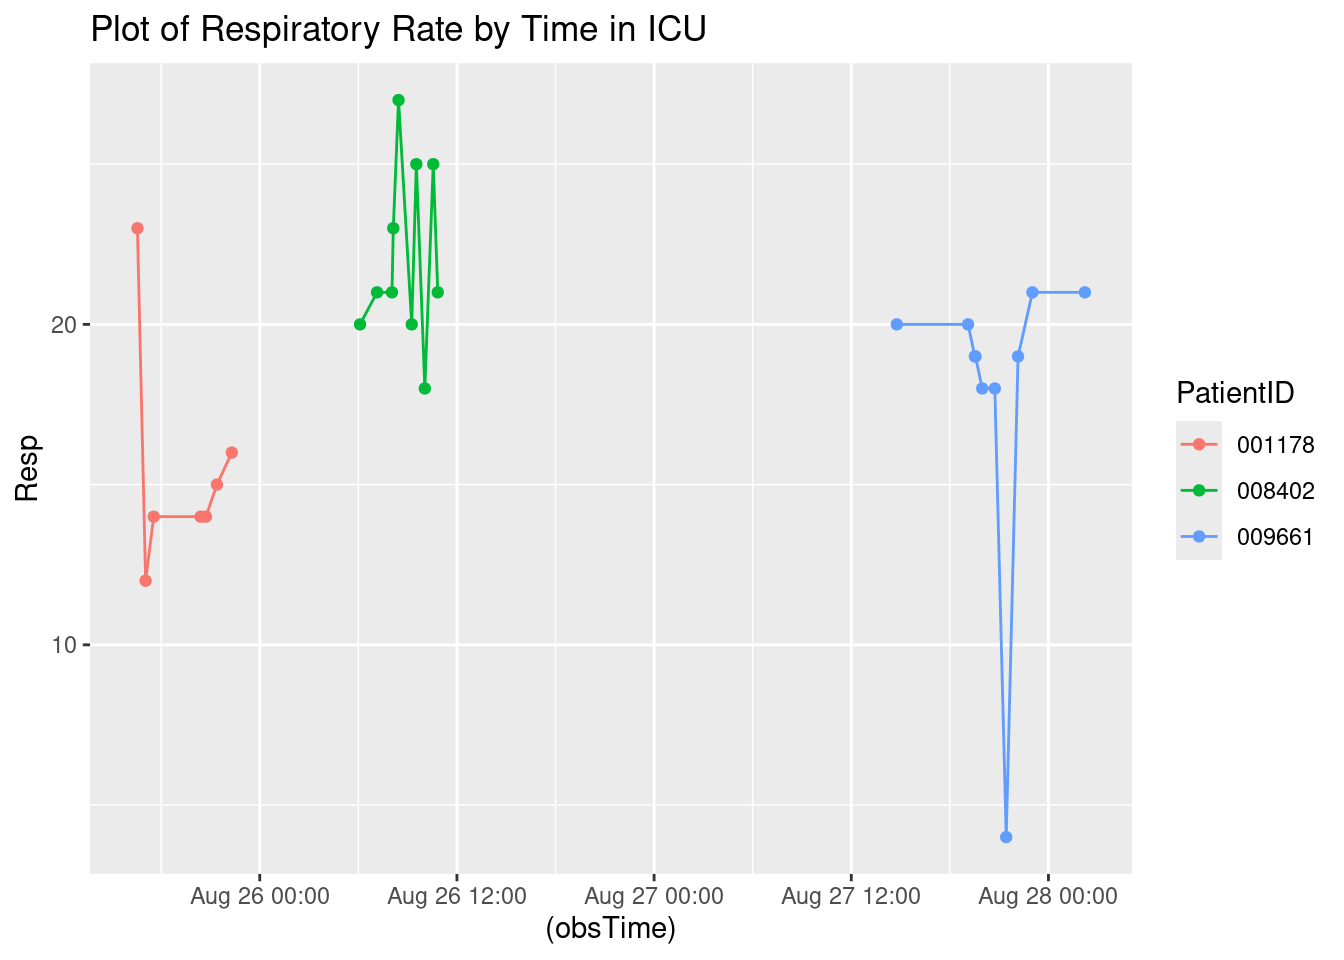 Plot of Respiratory Rate by Time in ICU
Resp
20
10
Aug 26 00:00
Aug 26 12:00
Aug 27 00:00
Aug 27 12:00
Aug 28 00:00
(obsTime)
PatientID
001178
008402
009661